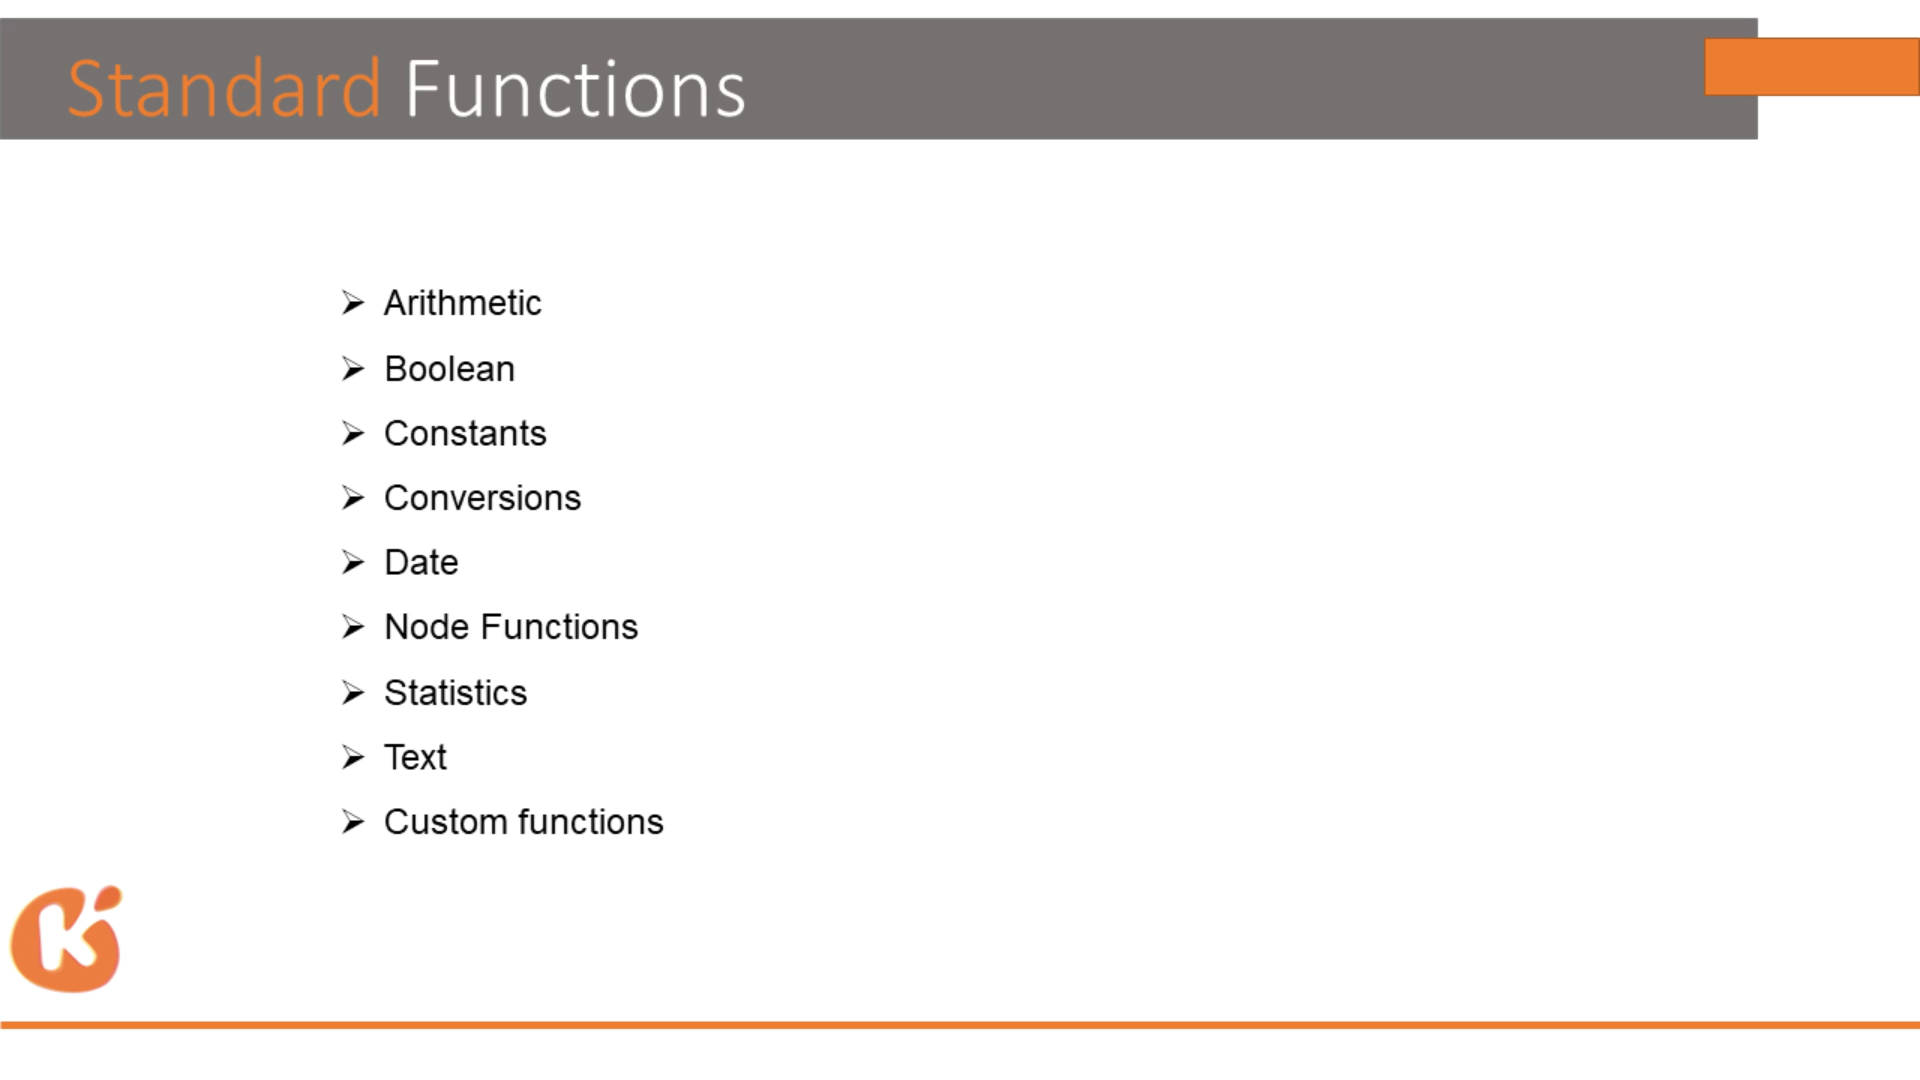 Standard Functions
Arithmetic
Boolean
Constants
Conversions
Date
Node Functions
Statistics
Text
Custom functions
K